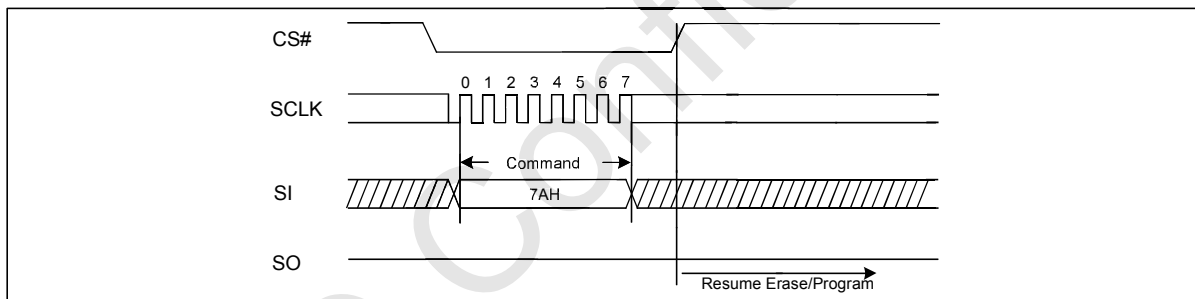 CS#
0 1 2 3 4 5 6 7
SCLK
Command
SI
7AH
SO
Resume Erase/Program